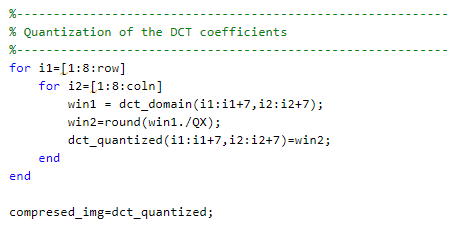 %-----------------------------------------------------------
% Quantization of the DCT coefficients
%-----------------------------------------------------------
for i1=[1:8:row]
    for i2=[1:8:coln]
        win1 = dct_domain(i1:i1+7,i2:i2+7);
        win2=round(win1./QX);
        dct_quantized(i1:i1+7,i2:i2+7)=win2;
    end
end
compresed_img=dct_quantized;